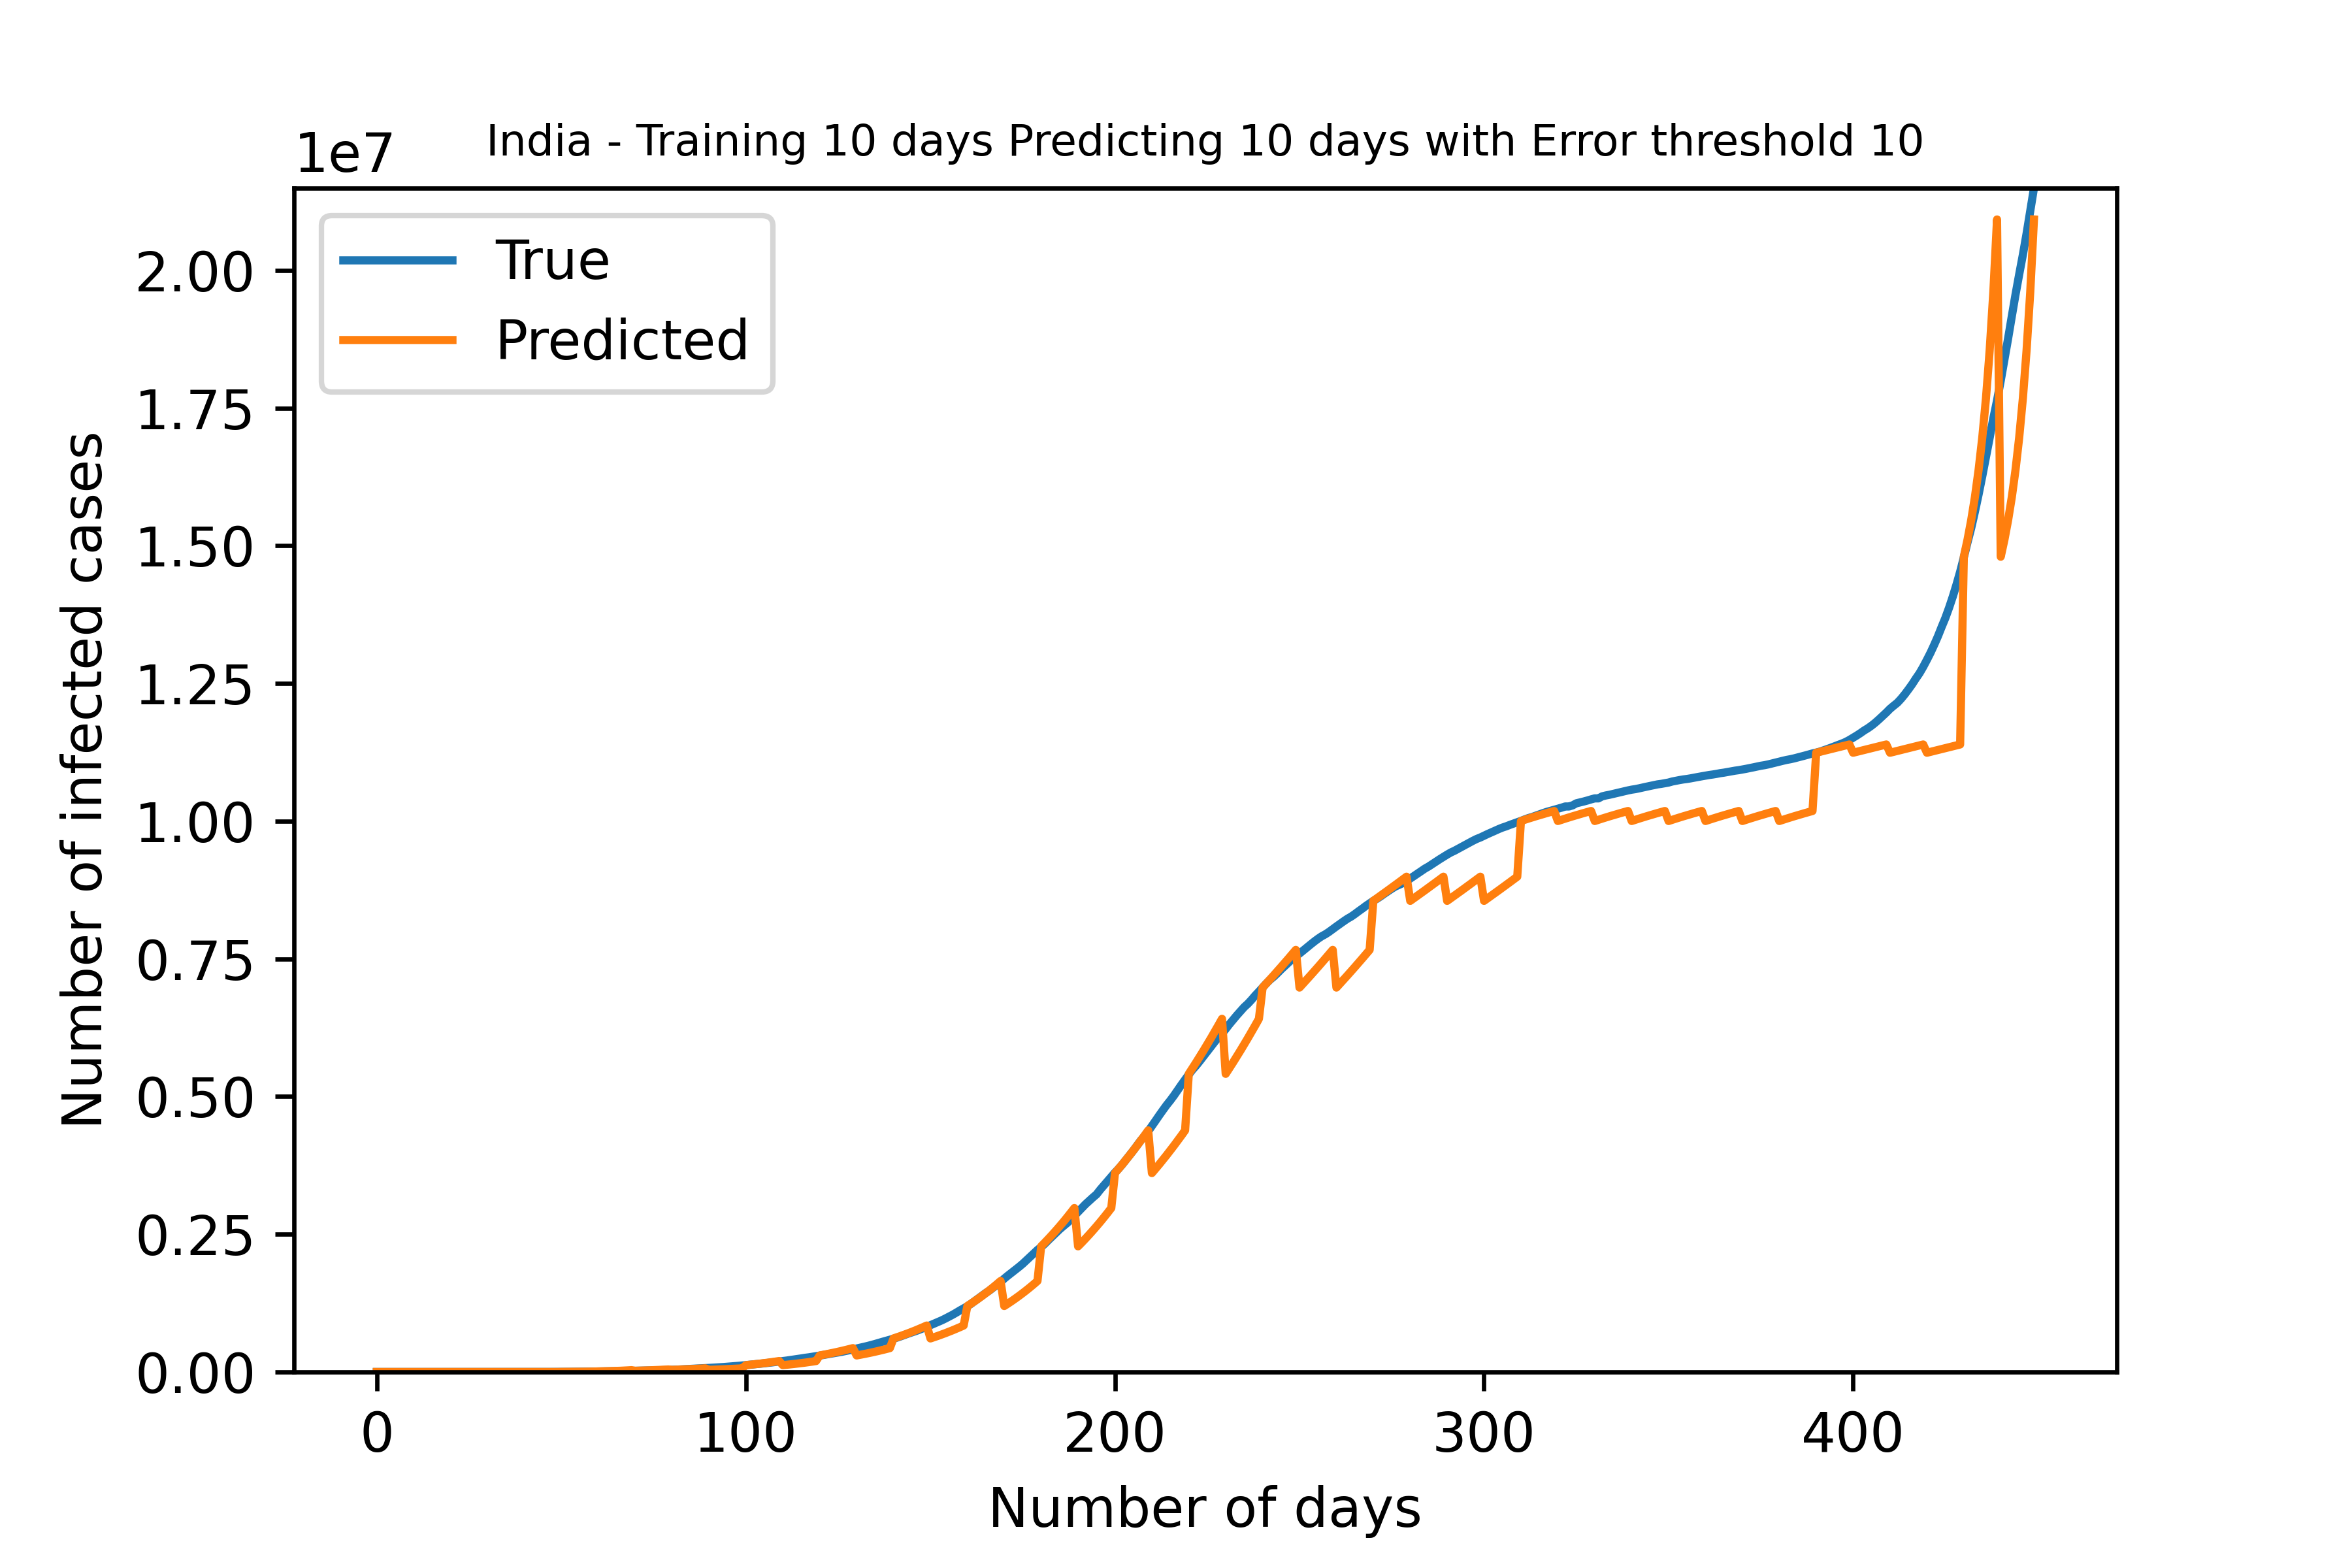 India - Training 10 days Predicting 10 days with Error threshold 10
1e7
True
Predicted
2.00
1.75
1.50
1.25
1.00
0.75
0.50
0.25
0.00
Number of infected cases
0 100 200 300 400
Number of days